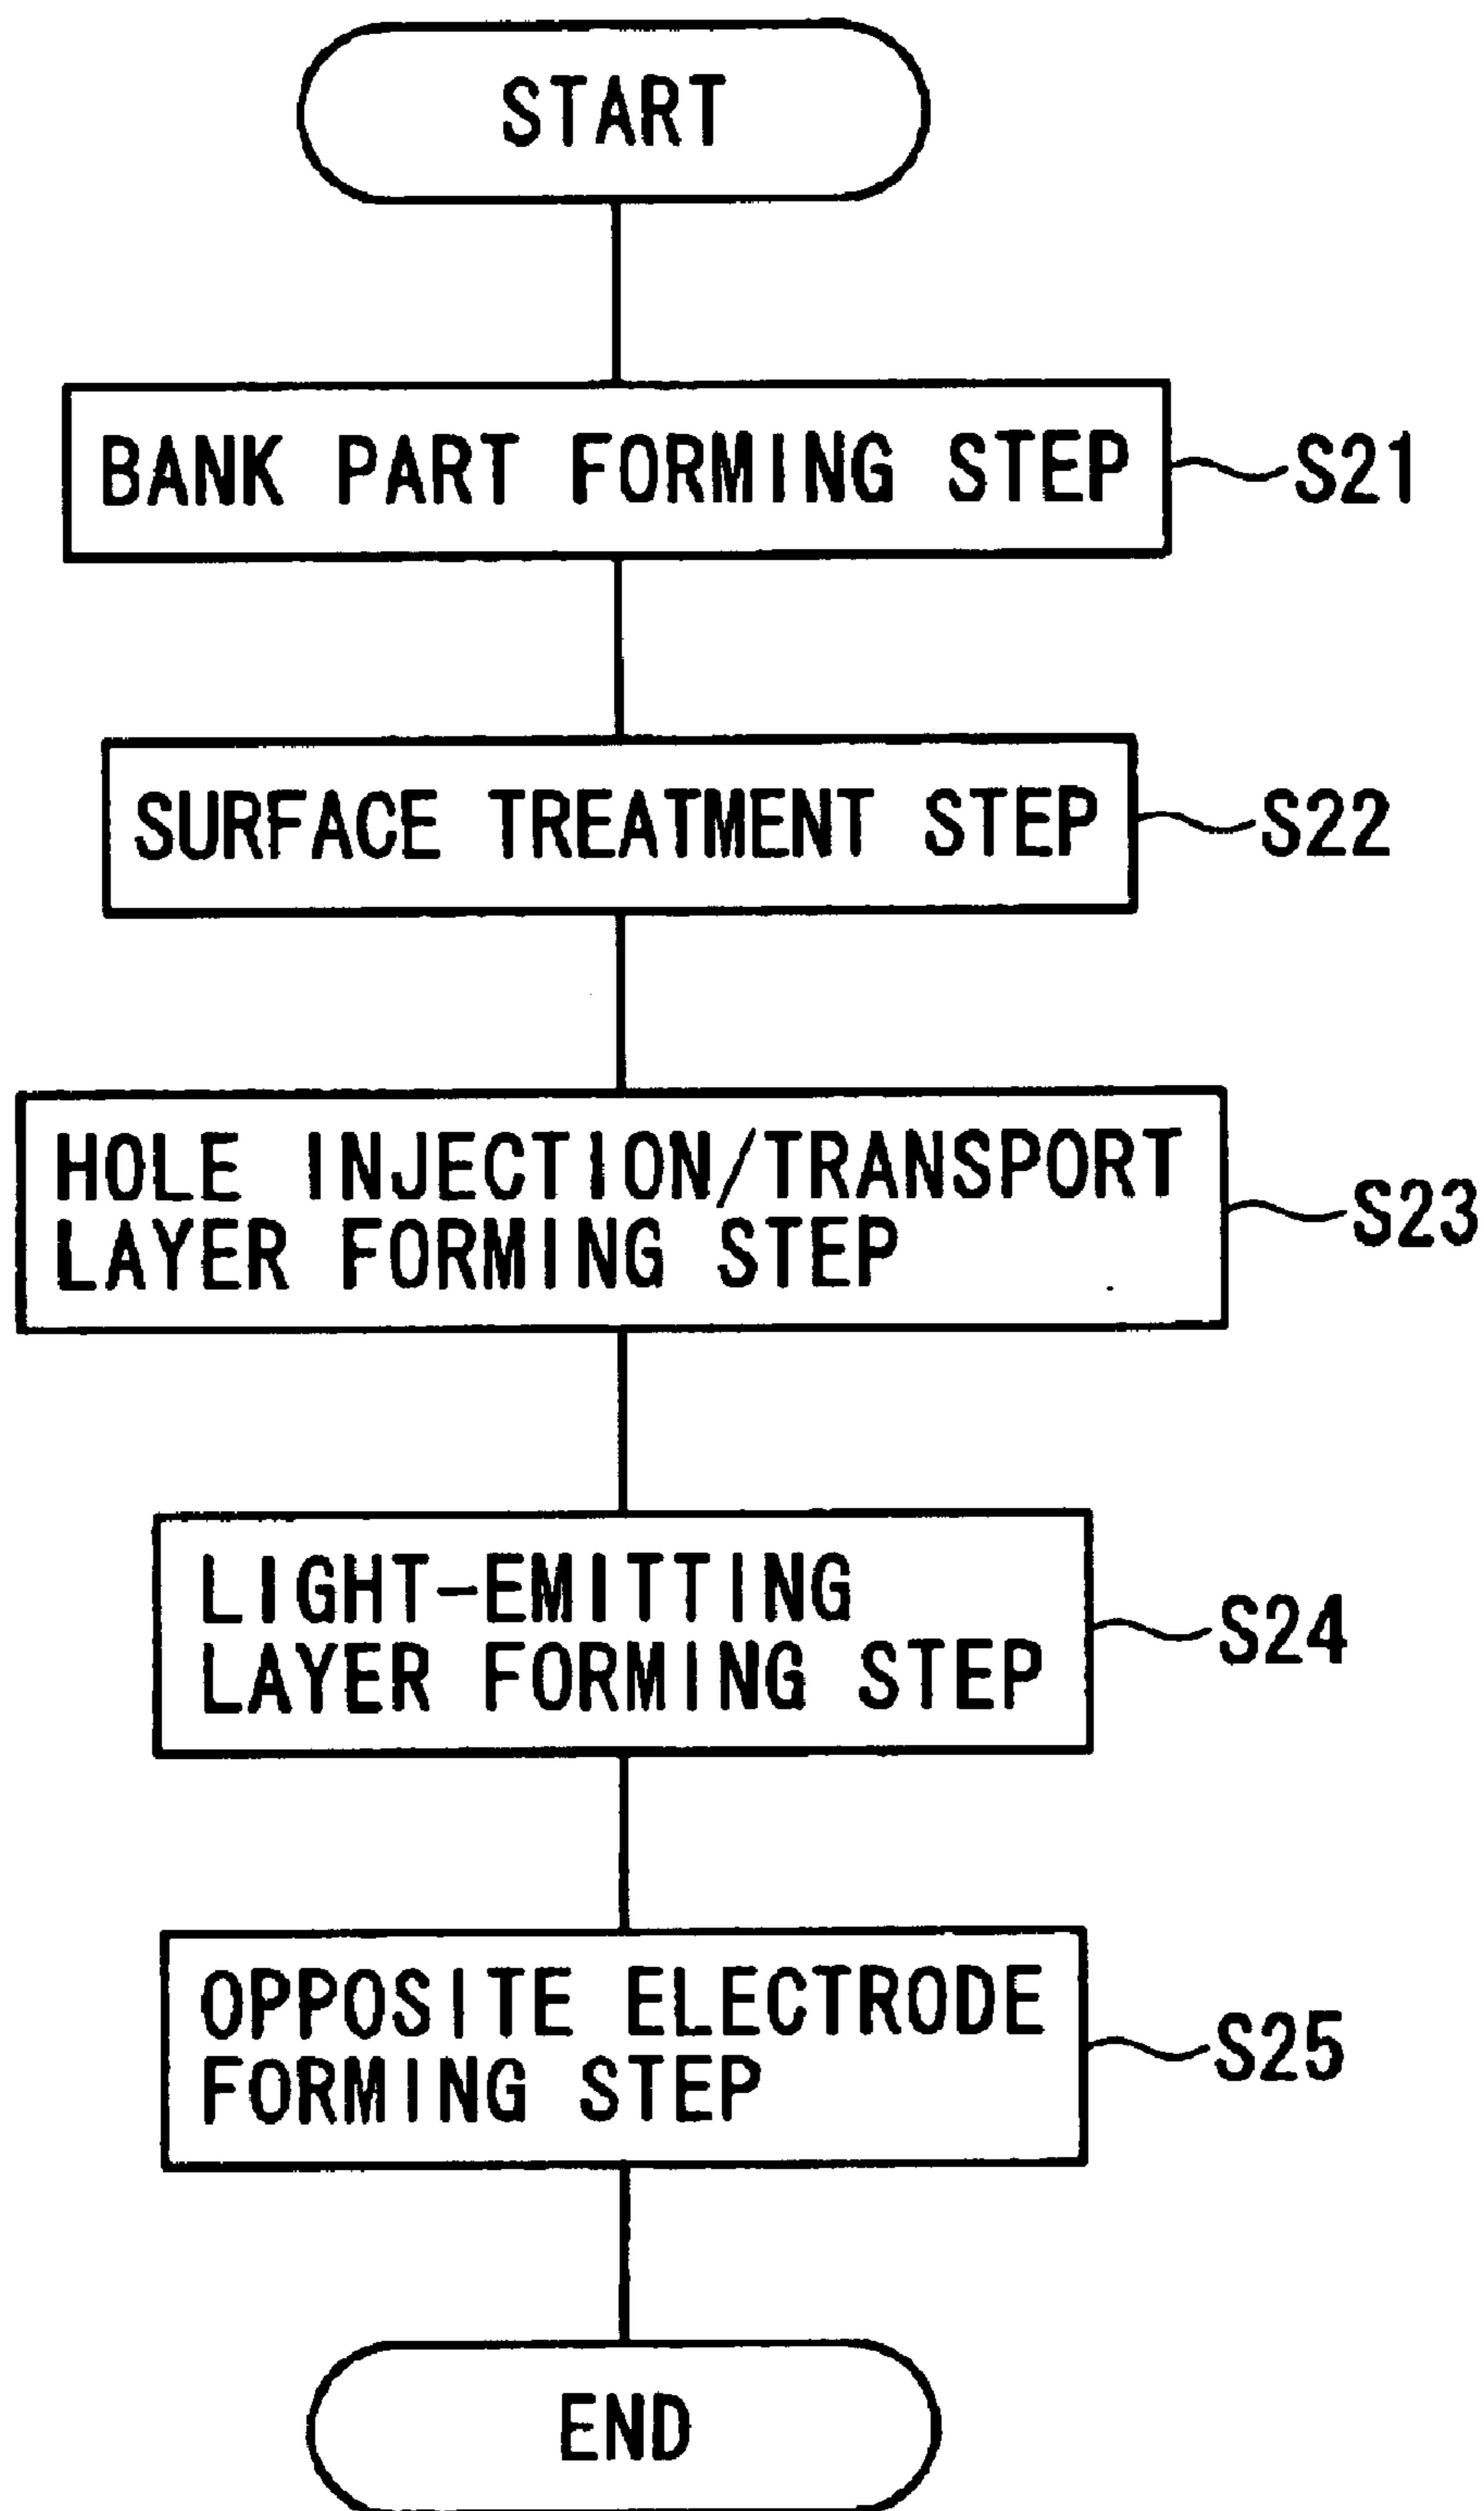 START
BANK PART FORMING STEP
S21
SURFACE TREATMENT STEP
S22
HOLE INJECTION/TRANSPORT
LAYER FORMING STEP
S23
LIGHT-EMITTING
LAYER FORMING STEP
S24
OPPOSITE ELECTRODE
FORMING STEP
S25
END